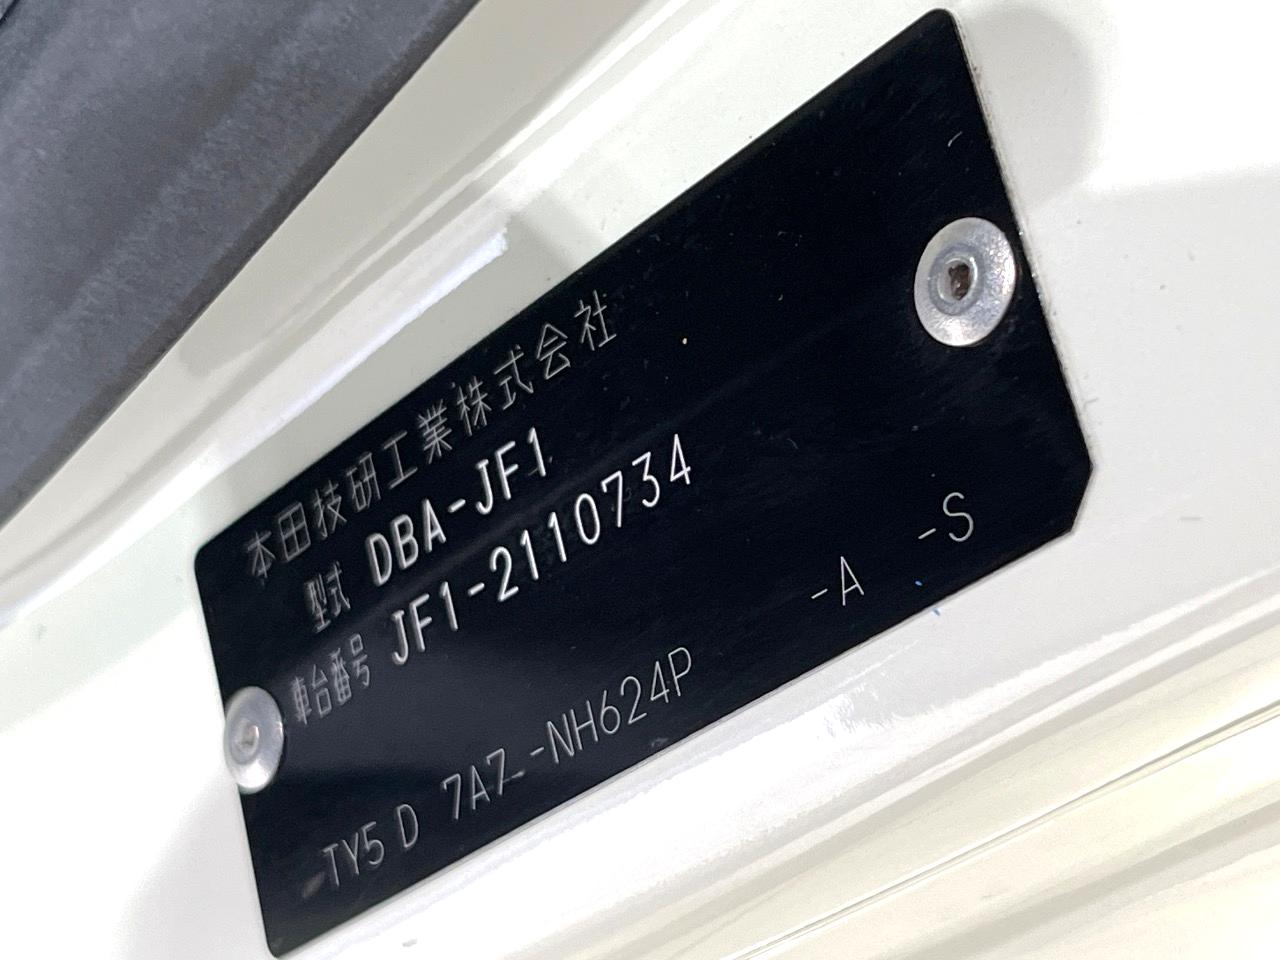 本田技研工業株式会社
型式 DBA-JF1
車台番号 JF1-2110734
TY5 D 7A7 -NH624P -A -S